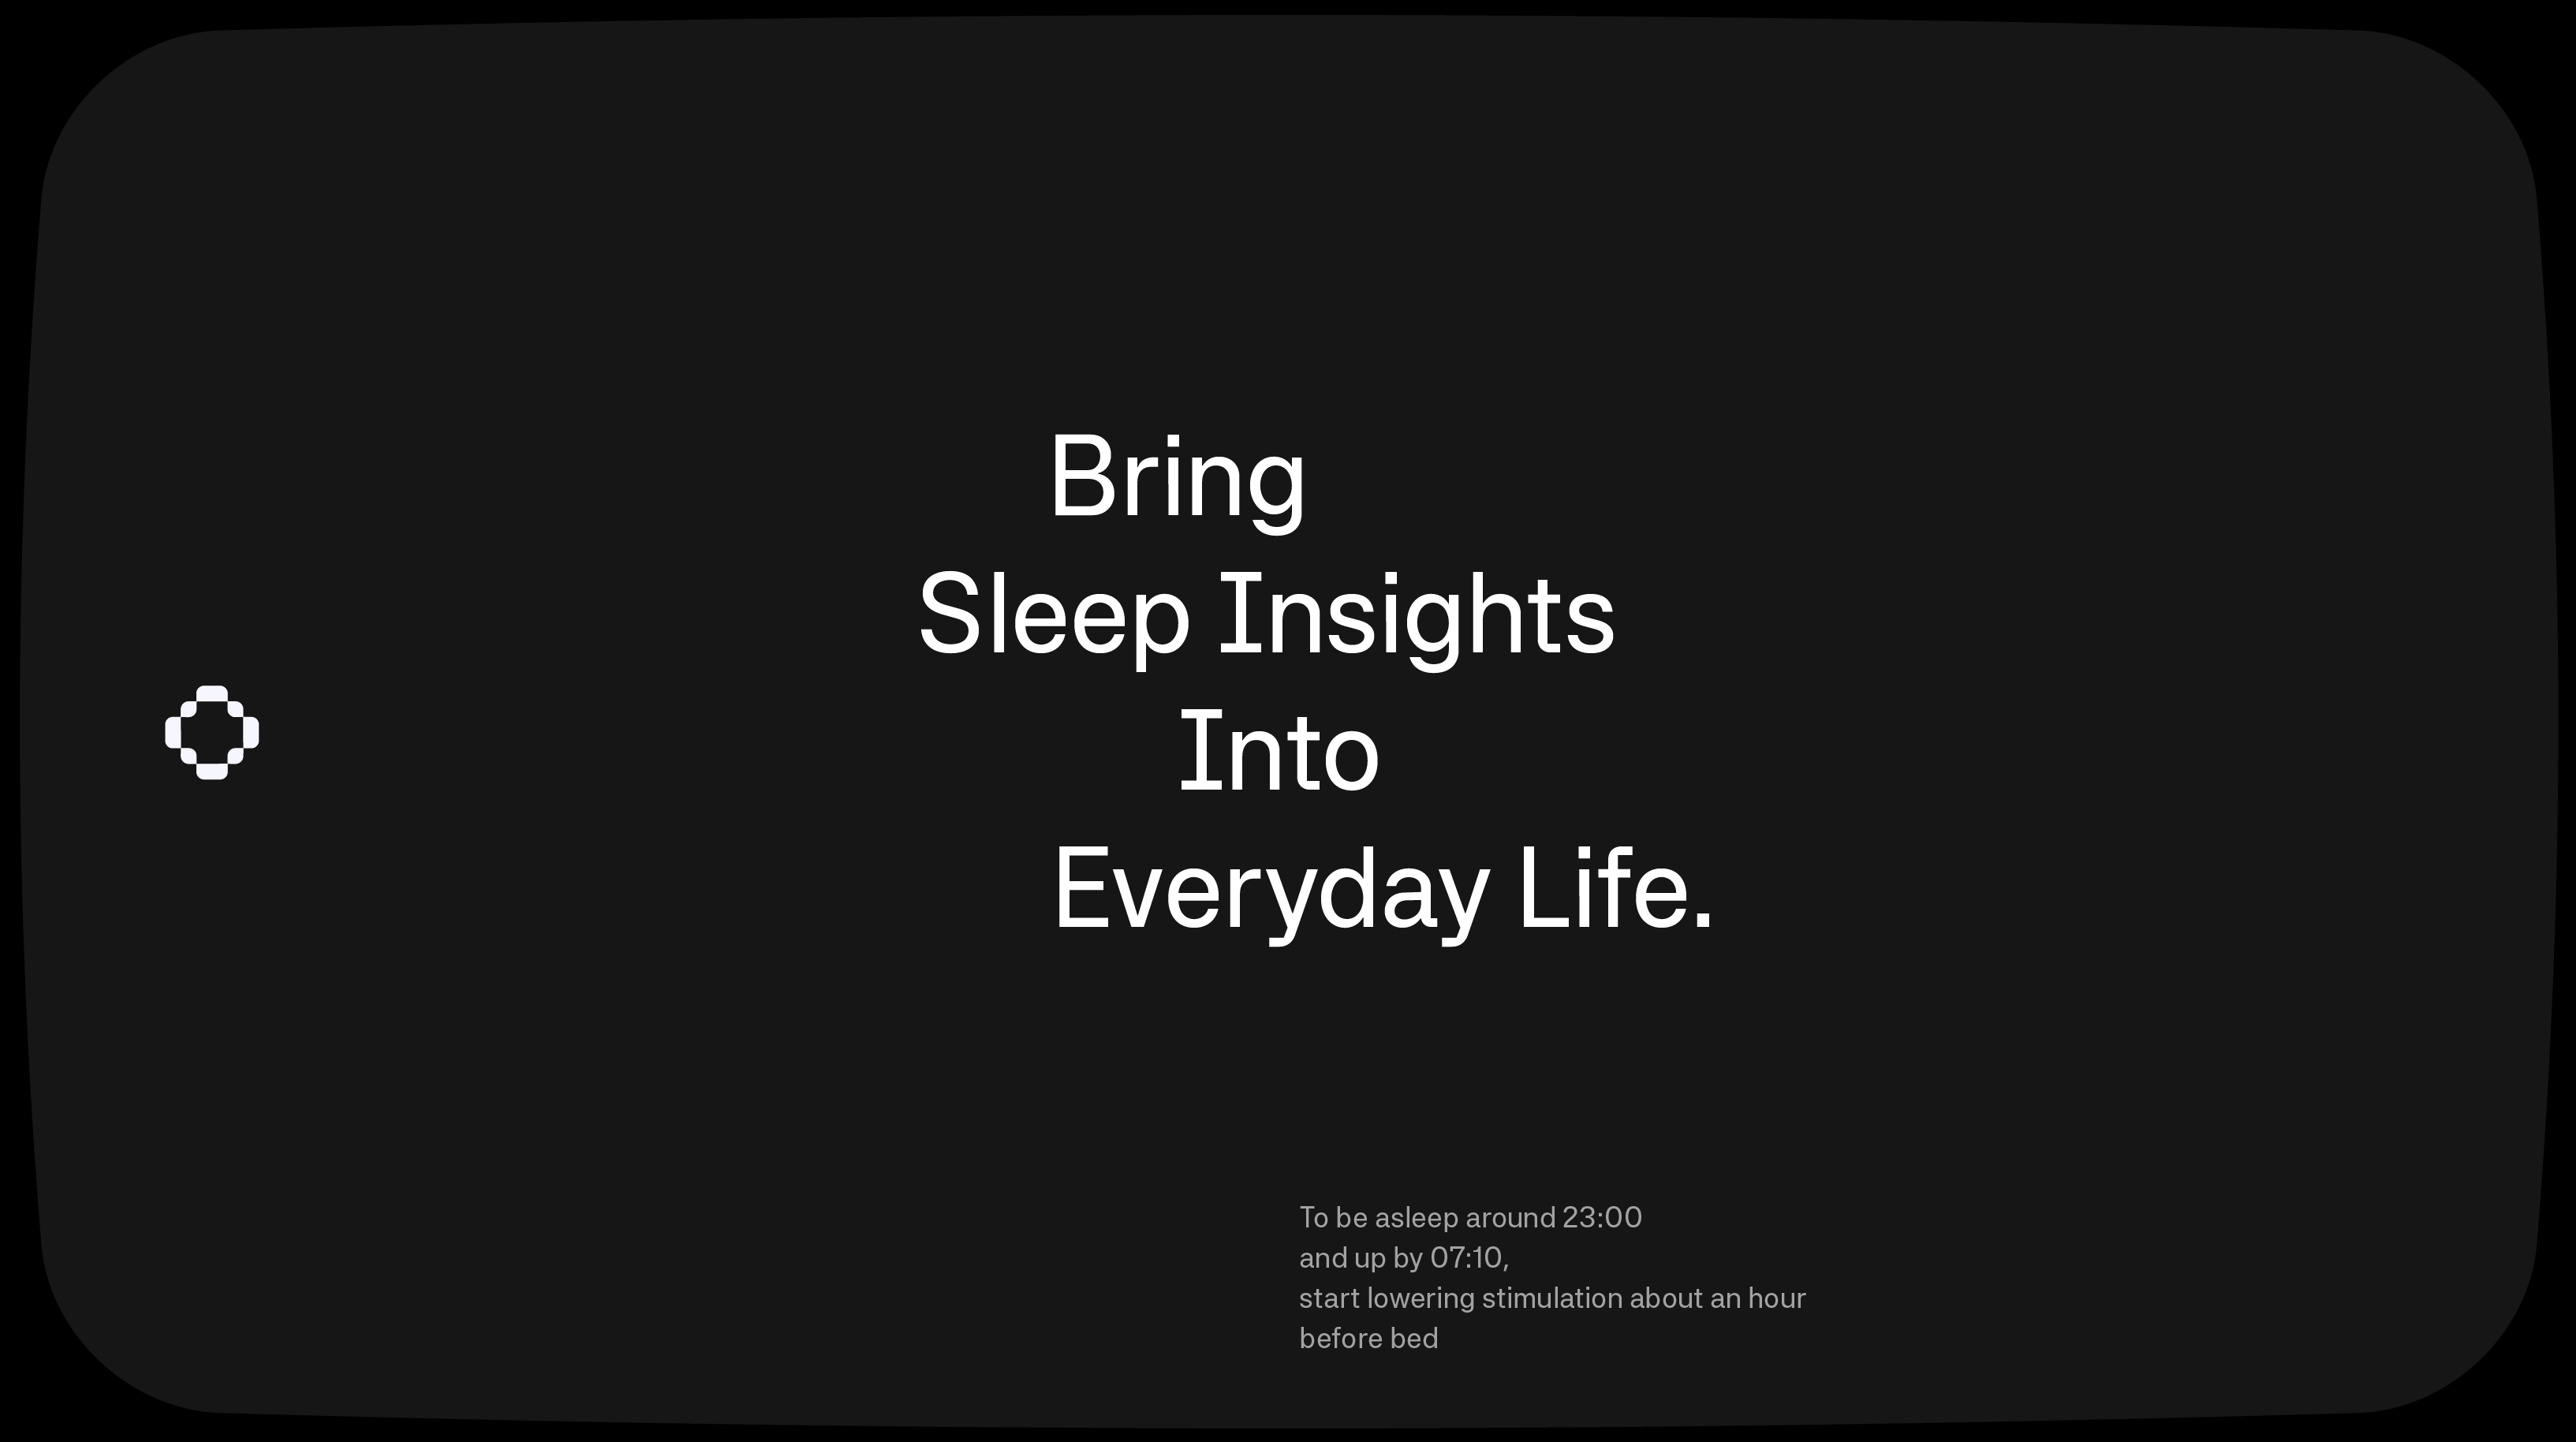 Bring
Sleep Insights
Into
Everyday Life.
To be asleep around 23:00
and up by 07:10,
start lowering stimulation about an hour
before bed